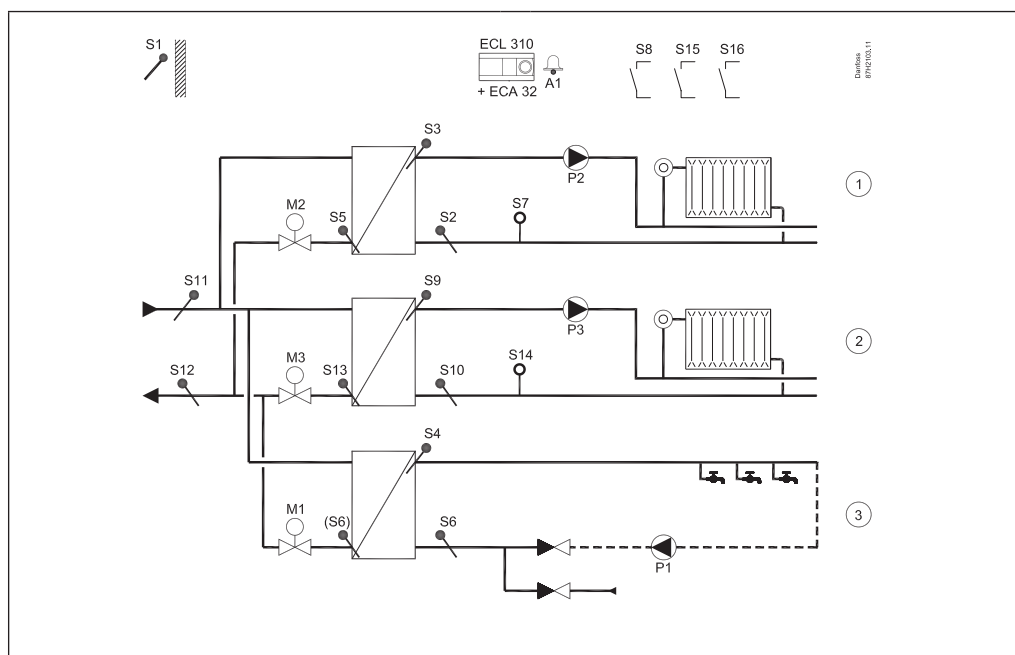 S1
ECL 310
A1
+ ECA 32
S8
S15
S16
Danfoss
87H2103.11
S3
P2
1
M2
S5
S2
S7
S11
S9
P3
2
S12
M3
S13
S10
S14
S4
3
M1
(S6)
S6
P1